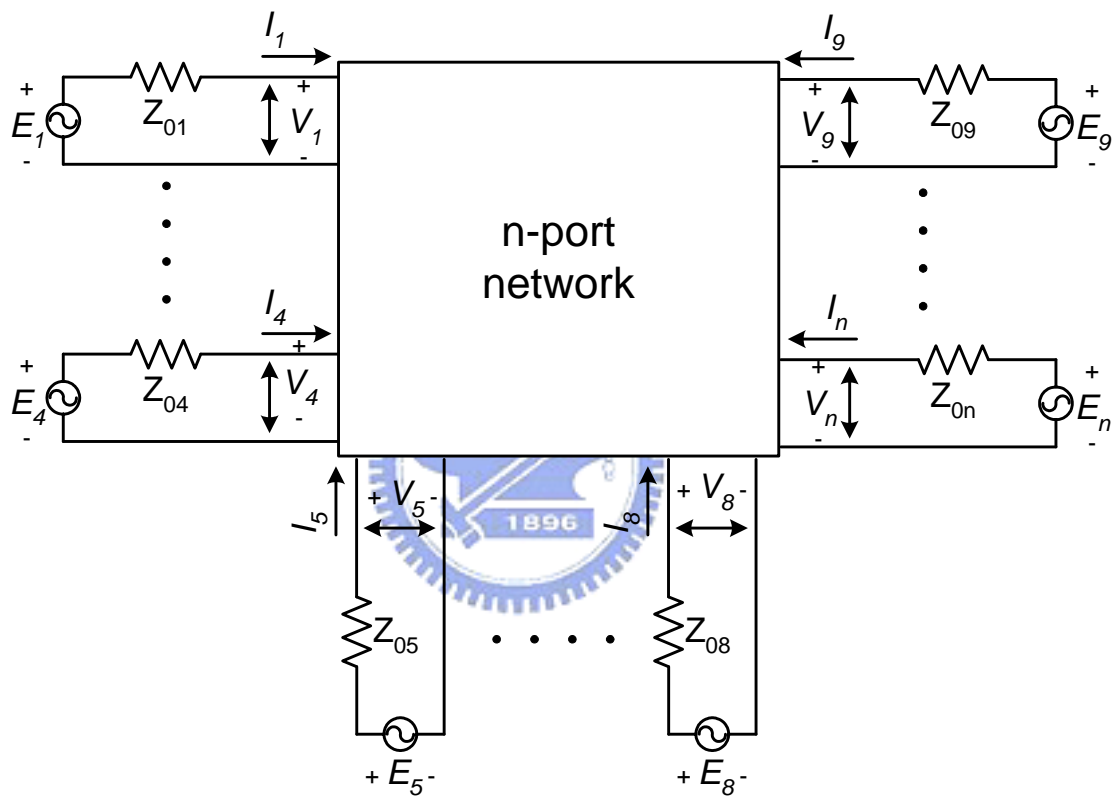 I1
I9
+ Z01 + V1 -
E1
-
+ V9 - Z09 +
E9
-
n-port
network
I4
In
+ Z04 + V4 -
E4
-
+ Vn - Z0n +
En
-
I5
+ V5 -
I8
+ V8 -
1896
Z05
Z08
+ E5 -
+ E8 -